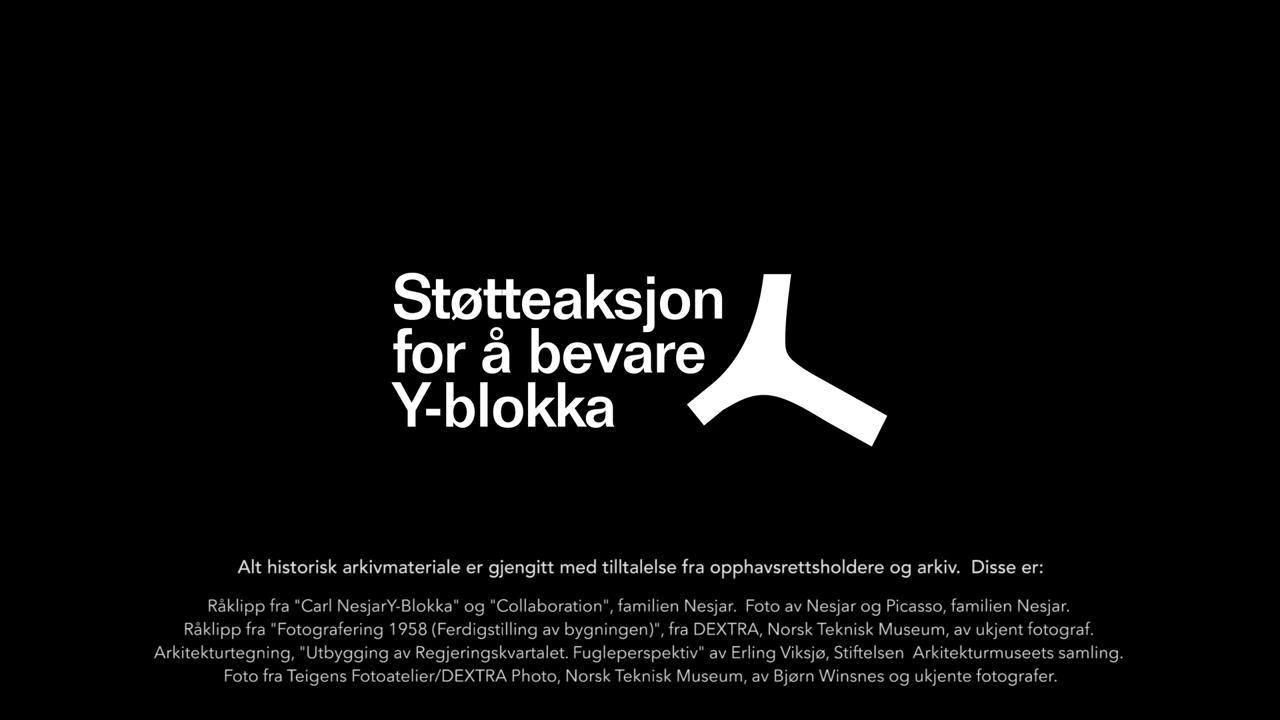 Støtteaksjon
for å bevare
Y-blokka
Alt historisk arkivmateriale er gjengitt med tilltalelse fra opphavsrettsholdere og arkiv.  Disse er:
Råklipp fra "Carl NesjarY-Blokka" og "Collaboration", familien Nesjar.  Foto av Nesjar og Picasso, familien Nesjar.
Råklipp fra "Fotografering 1958 (Ferdigstilling av bygningen)", fra DEXTRA, Norsk Teknisk Museum, av ukjent fotograf.
Arkitekturtegning, "Utbygging av Regjeringskvartalet. Fugleperspektiv" av Erling Viksjø, Stiftelsen  Arkitekturmuseets samling.
Foto fra Teigens Fotoatelier/DEXTRA Photo, Norsk Teknisk Museum, av Bjørn Winsnes og ukjente fotografer.